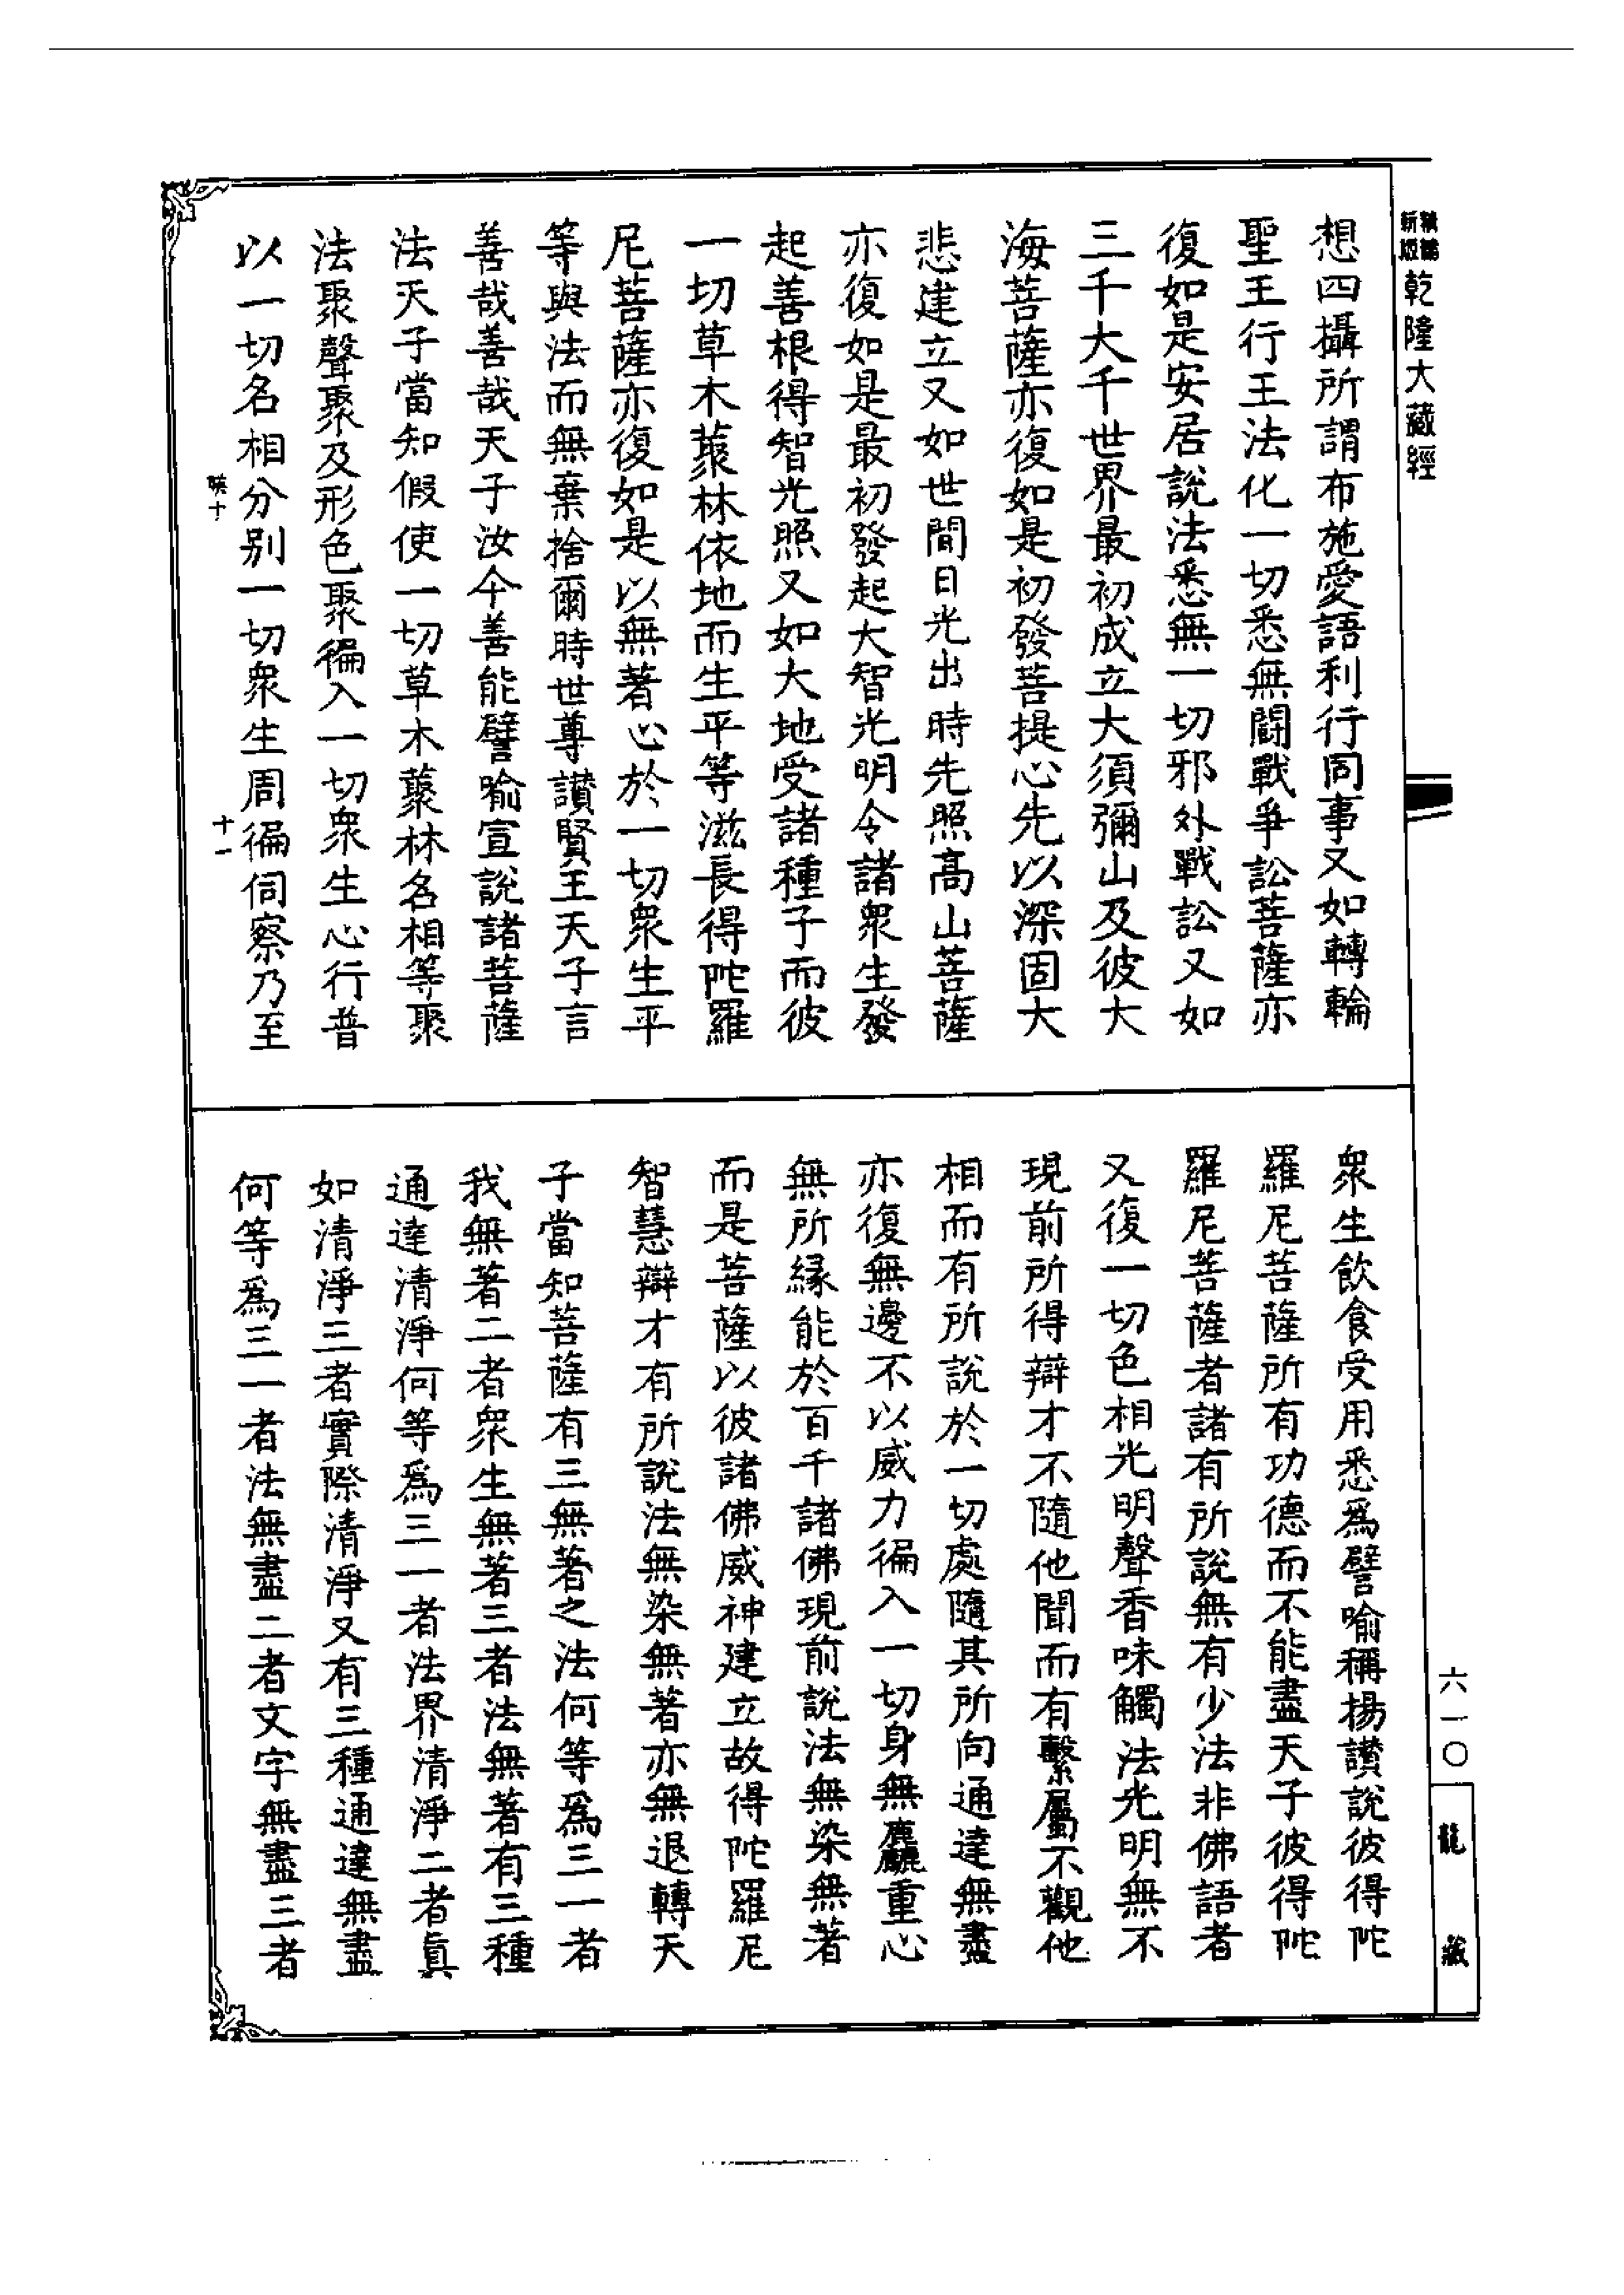 乾隆大藏經
想四攝所謂布施愛語利行同事又如轉輪
聖王行王法化一切悉無鬪戰爭訟菩薩亦
復如是安居說法悉無一切邪外戰訟又如
三千大千世界最初成立大須彌山及彼大
海菩薩亦復如是初發菩提心先以深固大
悲建立又如世間日光出時先照高山菩薩
亦復如是最初發起大智光明令諸衆生發
起善根得智光照又如大地受諸種子而彼
一切草木藂林依地而生平等滋長得陀羅
尼菩薩亦復如是以無著心於一切衆生平
等與法而無棄捨爾時世尊讃賢王天子言
善哉善哉天子汝今善能譬喻宣說諸菩薩
法天子當知假使一切草木藂林名相等聚
法聚聲聚及形色聚徧入一切衆生心行普
以一切名相分别一切衆生周徧伺察乃至
十一
衆生飲食受用悉爲譬喻稱揚讃說彼得陀
羅尼菩薩所有功德而不能盡天子彼得陀
羅尼菩薩者諸有所說無有少法非佛語者
又復一切色相光明聲香味觸法光明無不
現前所得辯才不隨他聞而有繫屬不觀他
相而有所說於一切處隨其所向通達無盡
亦復無邊不以威力徧入一切身無麤重心
無所緣能於百千諸佛現前說法無染無著
而是菩薩以彼諸佛威神建立故得陀羅尼
智慧辯才有所說法無染無著亦無退轉天
子當知菩薩有三無著之法何等爲三一者
我無著二者衆生無著三者法無著有三種
通達清淨何等爲三一者法界清淨二者眞
如清淨三者實際清淨又有三種通達無盡
何等爲三一者法無盡二者文字無盡三者
六一〇
龍藏